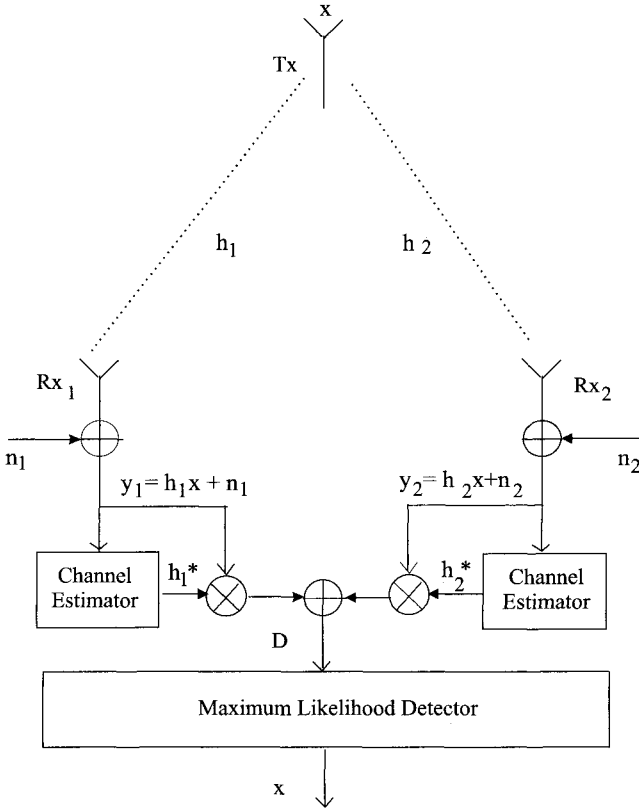 x
Tx
h₁
h₂
Rx₁
Rx₂
n₁
n₂
y₁= h₁x + n₁
y₂= h₂x+n₂
Channel
Estimator
h₁*
h₂*
Channel
Estimator
D
Maximum Likelihood Detector
x